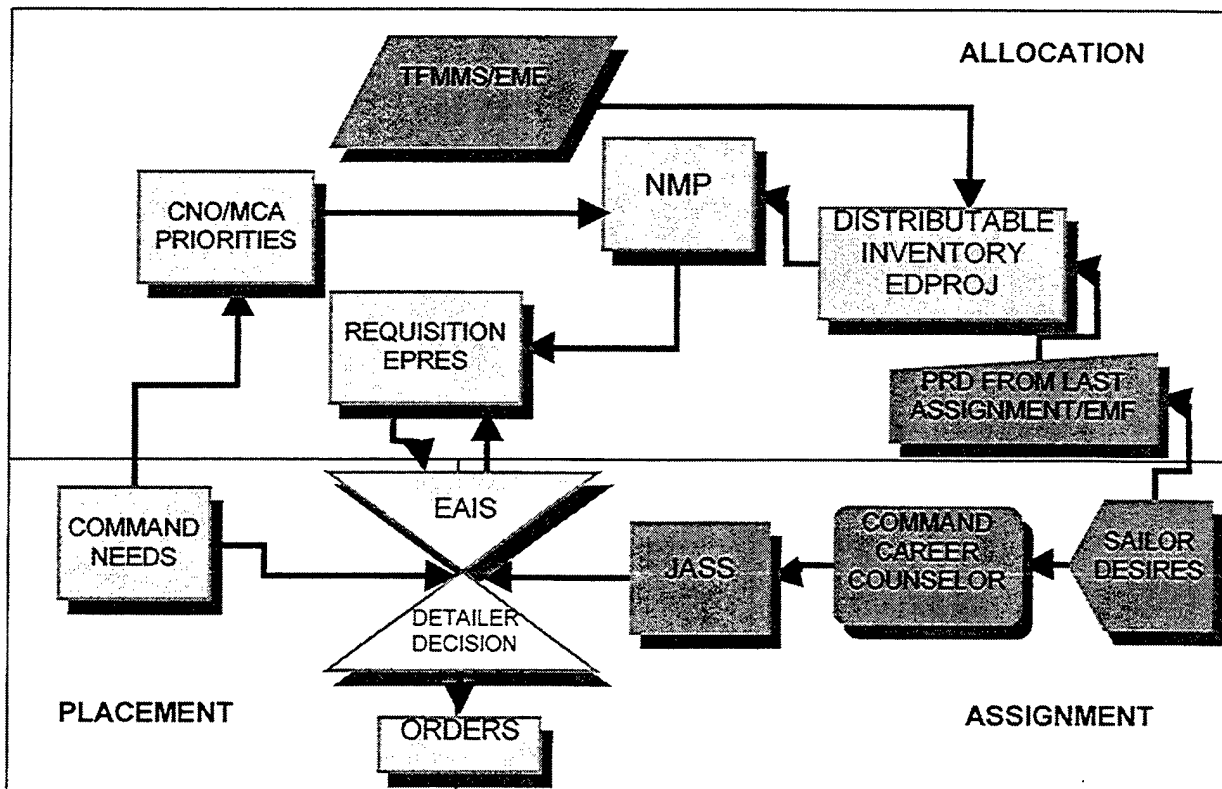 ALLOCATION
TFMMS/EME
NMP
CNO/MCA
PRIORITIES
DISTRIBUTABLE
INVENTORY
EDPROJ
REQUISITION
EPRES
PRD FROM LAST
ASSIGNMENT/EMF
EAIS
COMMAND
NEEDS
JASS
COMMAND
CAREER
COUNSELOR
SAILOR
DESIRES
DETAILER
DECISION
PLACEMENT
ORDERS
ASSIGNMENT